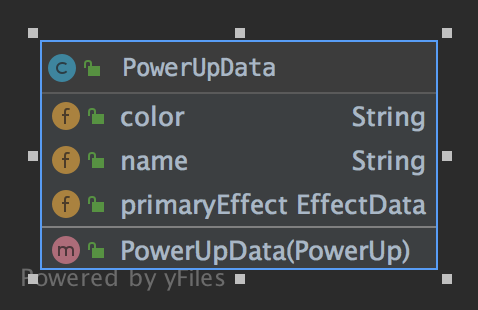 C PowerUpData
f color String
f name String
f primaryEffect EffectData
m PowerUpData(PowerUp)
Powered by yFiles